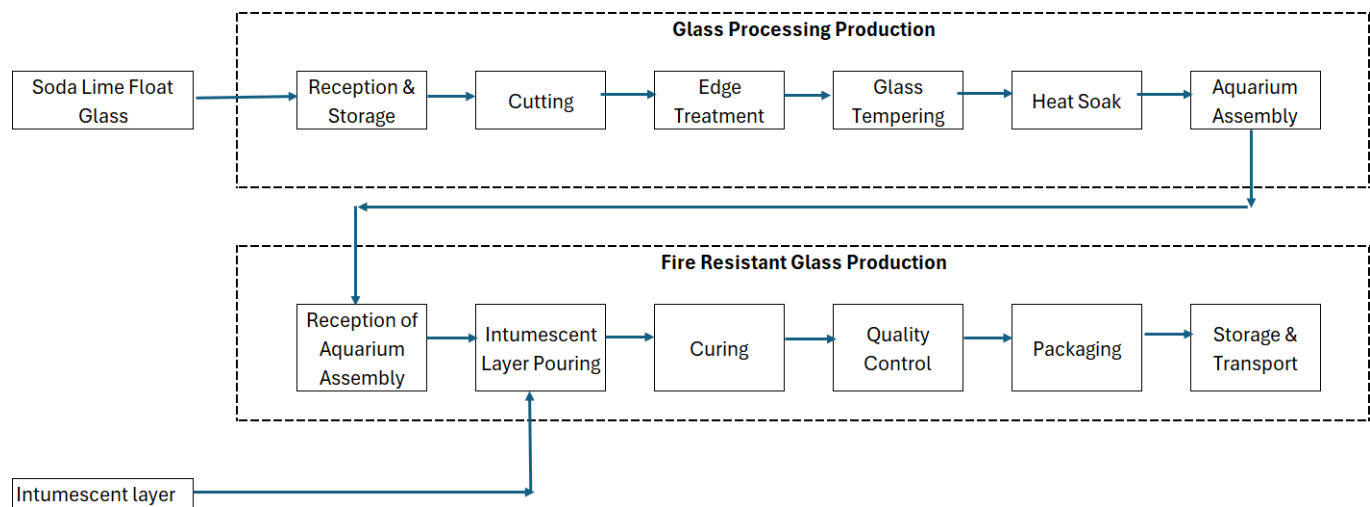 Glass Processing Production
Soda Lime Float
Glass
Reception &
Storage
Cutting
Edge
Treatment
Glass
Tempering
Heat Soak
Aquarium
Assembly
Fire Resistant Glass Production
Reception of
Aquarium
Assembly
Intumescent
Layer Pouring
Curing
Quality
Control
Packaging
Storage &
Transport
Intumescent layer